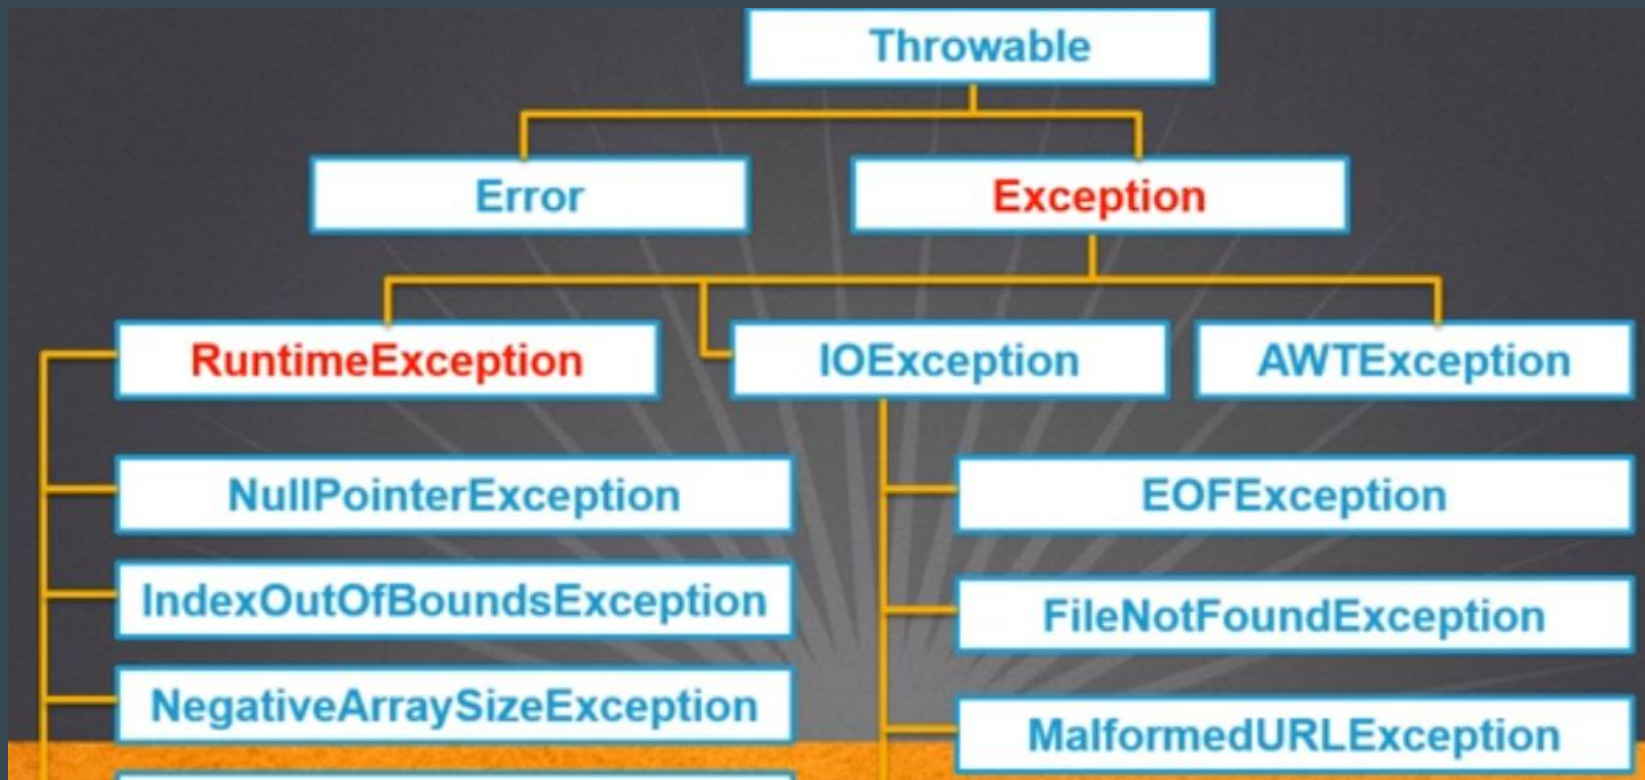 Throwable
Error
Exception
RuntimeException
IOException
AWTException
NullPointerException
EOFException
IndexOutOfBoundsException
FileNotFoundException
NegativeArraySizeException
MalformedURLException